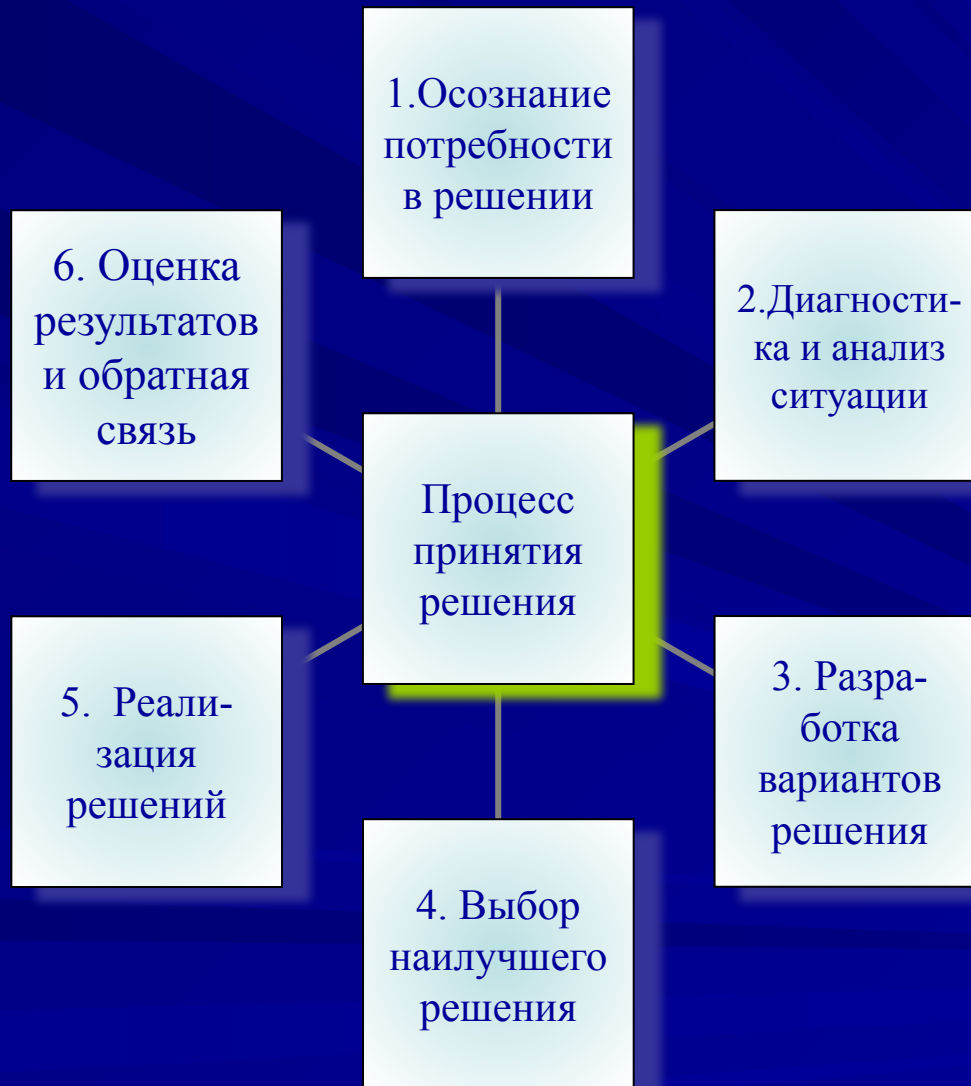 1.Осознание
потребности
в решении
2.Диагности-
ка и анализ
ситуации
3. Разра-
ботка
вариантов
решения
4. Выбор
наилучшего
решения
5. Реали-
зация
решений
6. Оценка
результатов
и обратная
связь
Процесс
принятия
решения